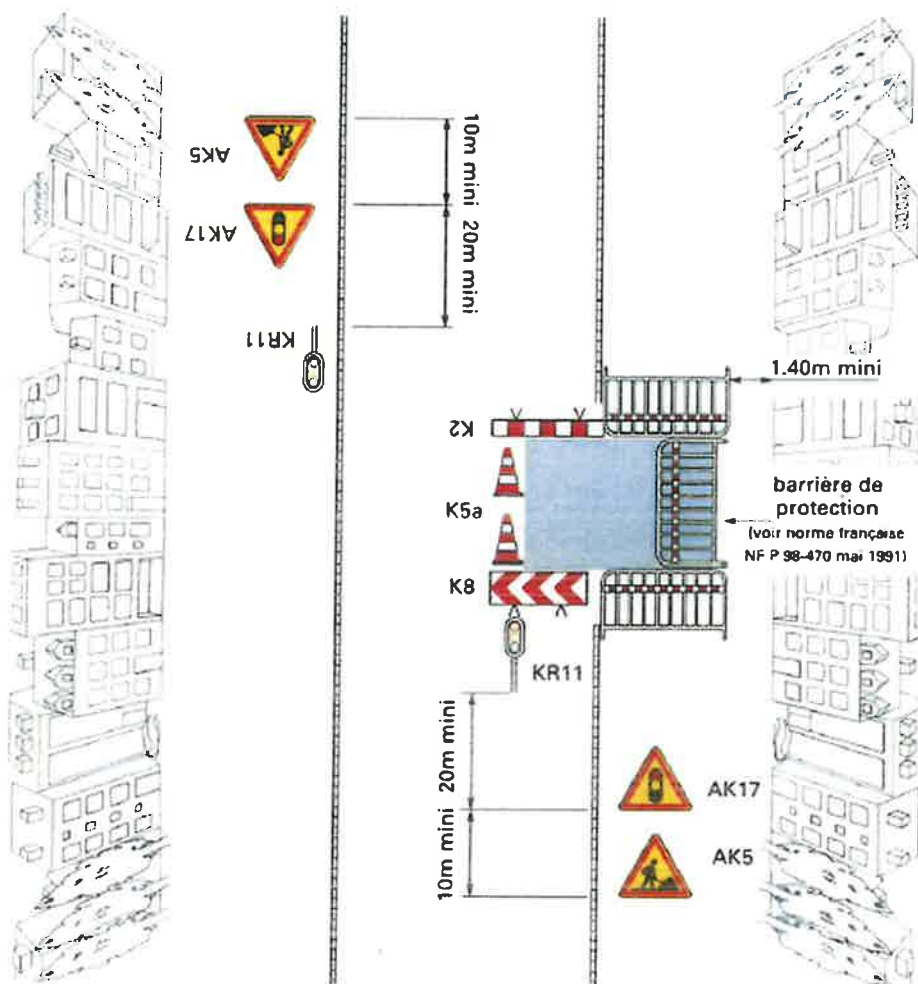 AK5
10m mini
AK17
20m mini
KR11
1.40m mini
K2
K5a
barrière de
protection
(voir norme française
NF P 98-470 mai 1991)
K8
KR11
20m mini
AK17
10m mini
AK5